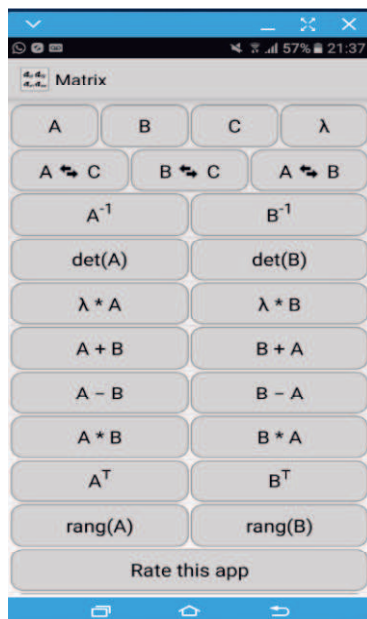 57% 21:37
Matrix
A B C λ
A ⇆ C B ⇆ C A ⇆ B
A⁻¹ B⁻¹
det(A) det(B)
λ * A λ * B
A + B B + A
A – B B – A
A * B B * A
Aᵀ Bᵀ
rang(A) rang(B)
Rate this app